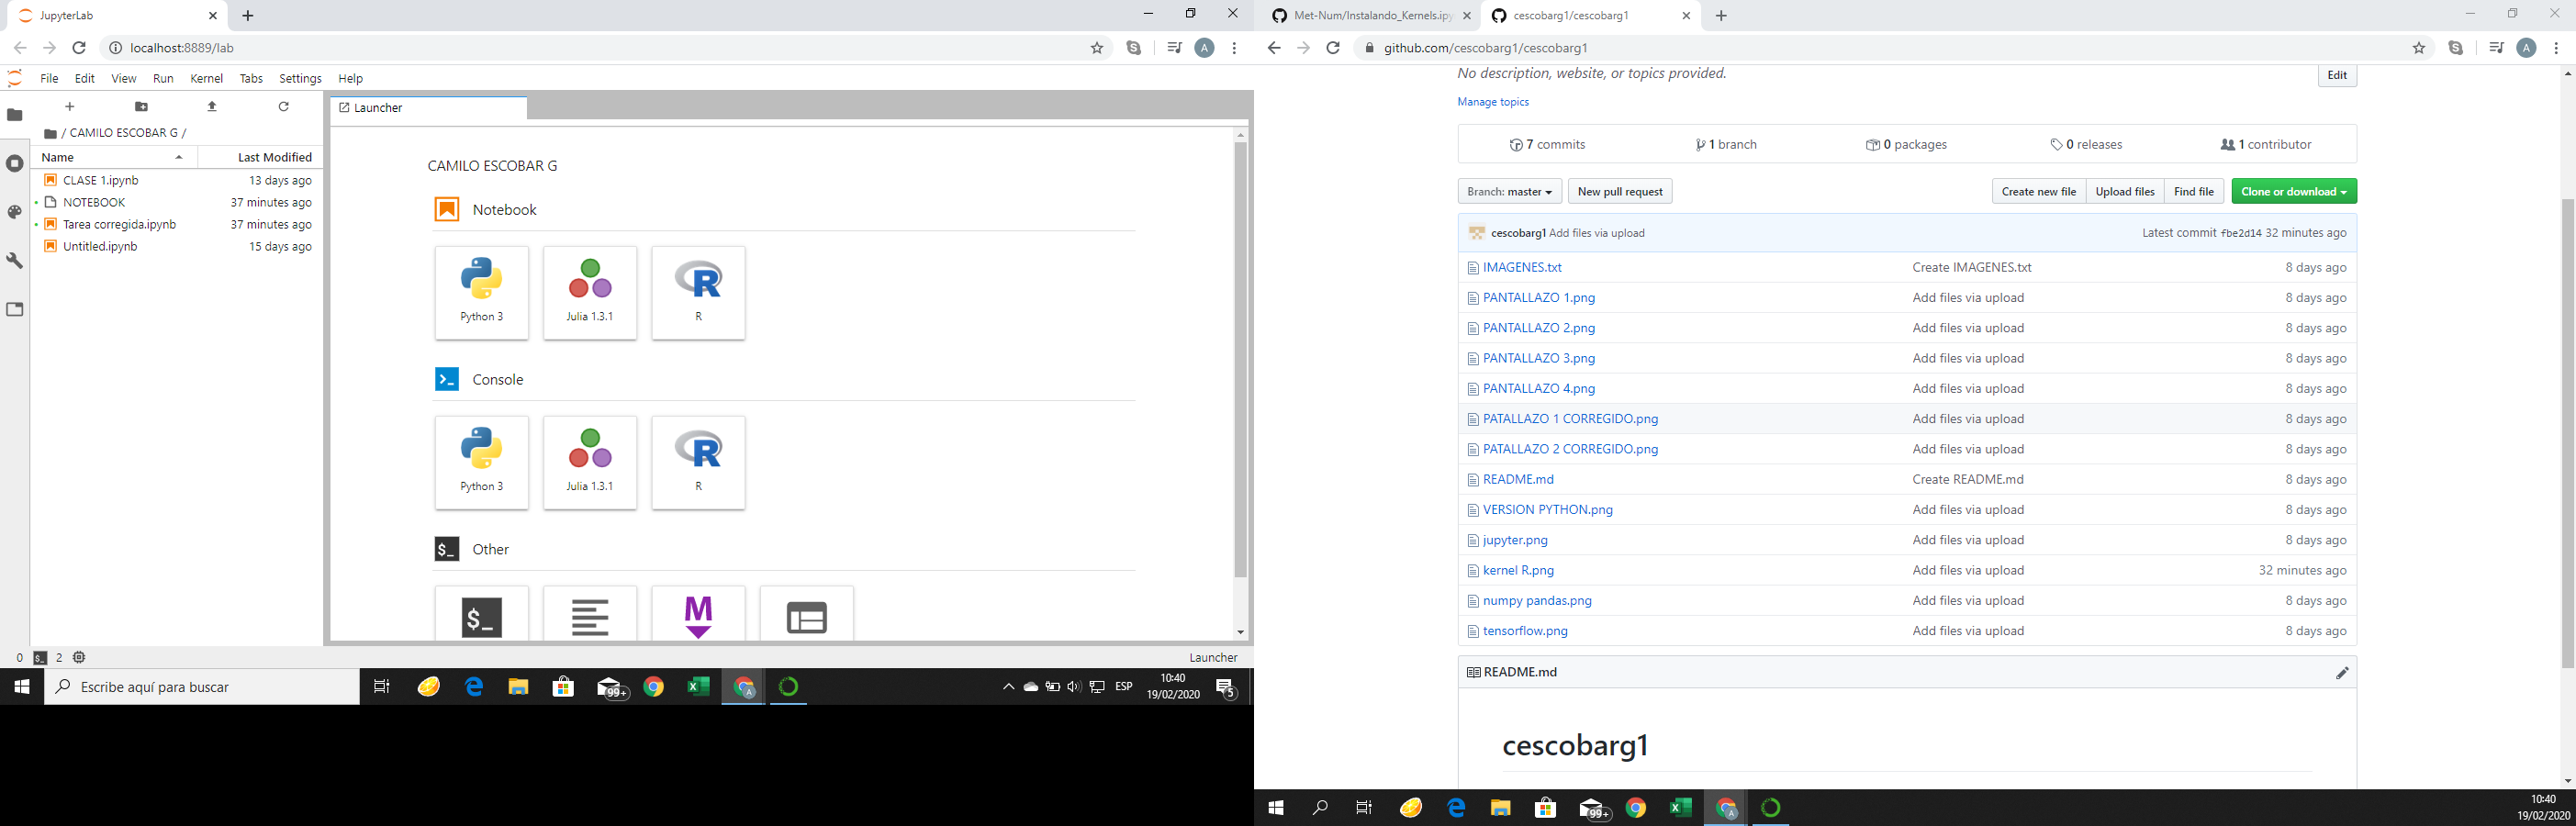 JupyterLab
localhost:8889/lab
A
File Edit View Run Kernel Tabs Settings Help
/ CAMILO ESCOBAR G /
Name Last Modified
CLASE 1.ipynb 13 days ago
NOTEBOOK 37 minutes ago
Tarea corregida.ipynb 37 minutes ago
Untitled.ipynb 15 days ago
Launcher
CAMILO ESCOBAR G
Notebook
Python 3 Julia 1.3.1 R
Console
Python 3 Julia 1.3.1 R
Other
$_ M
0 $_ 2
Launcher
Escribe aquí para buscar
99+
A
ESP
10:40
19/02/2020
5
Met-Num/Instalando_Kernels.ipy
cescobarg1/cescobarg1
github.com/cescobarg1/cescobarg1
A
No description, website, or topics provided.
Edit
Manage topics
7 commits 1 branch 0 packages 0 releases 1 contributor
Branch: master New pull request Create new file Upload files Find file Clone or download
cescobarg1 Add files via upload Latest commit fbe2d14 32 minutes ago
IMAGENES.txt Create IMAGENES.txt 8 days ago
PANTALLAZO 1.png Add files via upload 8 days ago
PANTALLAZO 2.png Add files via upload 8 days ago
PANTALLAZO 3.png Add files via upload 8 days ago
PANTALLAZO 4.png Add files via upload 8 days ago
PATALLAZO 1 CORREGIDO.png Add files via upload 8 days ago
PATALLAZO 2 CORREGIDO.png Add files via upload 8 days ago
README.md Create README.md 8 days ago
VERSION PYTHON.png Add files via upload 8 days ago
jupyter.png Add files via upload 8 days ago
kernel R.png Add files via upload 32 minutes ago
numpy pandas.png Add files via upload 8 days ago
tensorflow.png Add files via upload 8 days ago
README.md
cescobarg1
99+
A
10:40
19/02/2020